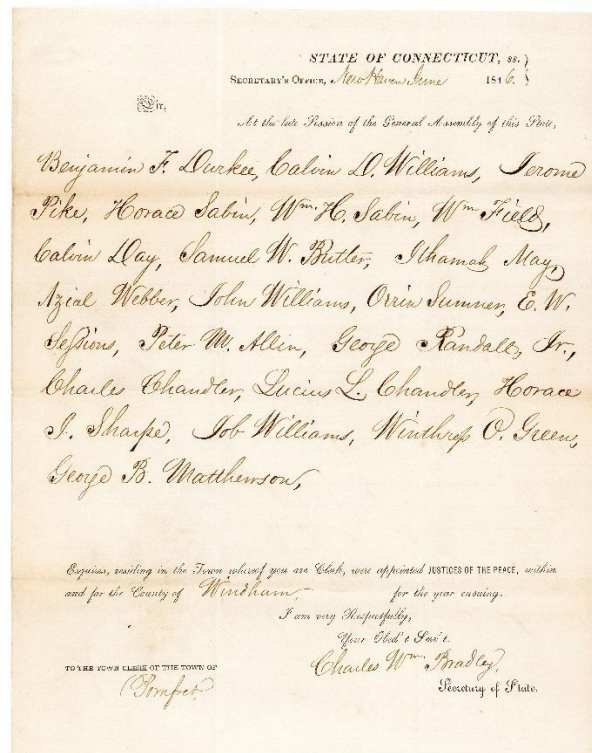 STATE OF CONNECTICUT, ss.
SECRETARY'S OFFICE, New Haven June 1846.
Sir,
At the late Session of the General Assembly of this State,
Benjamin F. Durkee, Calvin D. Williams, Jerome
Pike, Horace Sabin, Wm. H. Sabin, Wm Field,
Calvin Day, Samuel W. Butler, Ithamah May,
Azial Webber, John Williams, Orrin Sumner, E. W.
Sessions, Peter M. Allin, George Randall, Jr.,
Charles Chandler, Lucius L. Chandler, Horace
J. Sharpe, Job Williams, Winthrop O. Green,
George B. Matthewson,
Esquires, residing in the Town whereof you are Clerk, were appointed JUSTICES OF THE PEACE, within
and for the County of Windham, for the year ensuing.
I am very Respectfully,
Your Obed't Serv't.
Charles Wm. Bradley,
Secretary of State.
TO THE TOWN CLERK OF THE TOWN OF
Pomfret